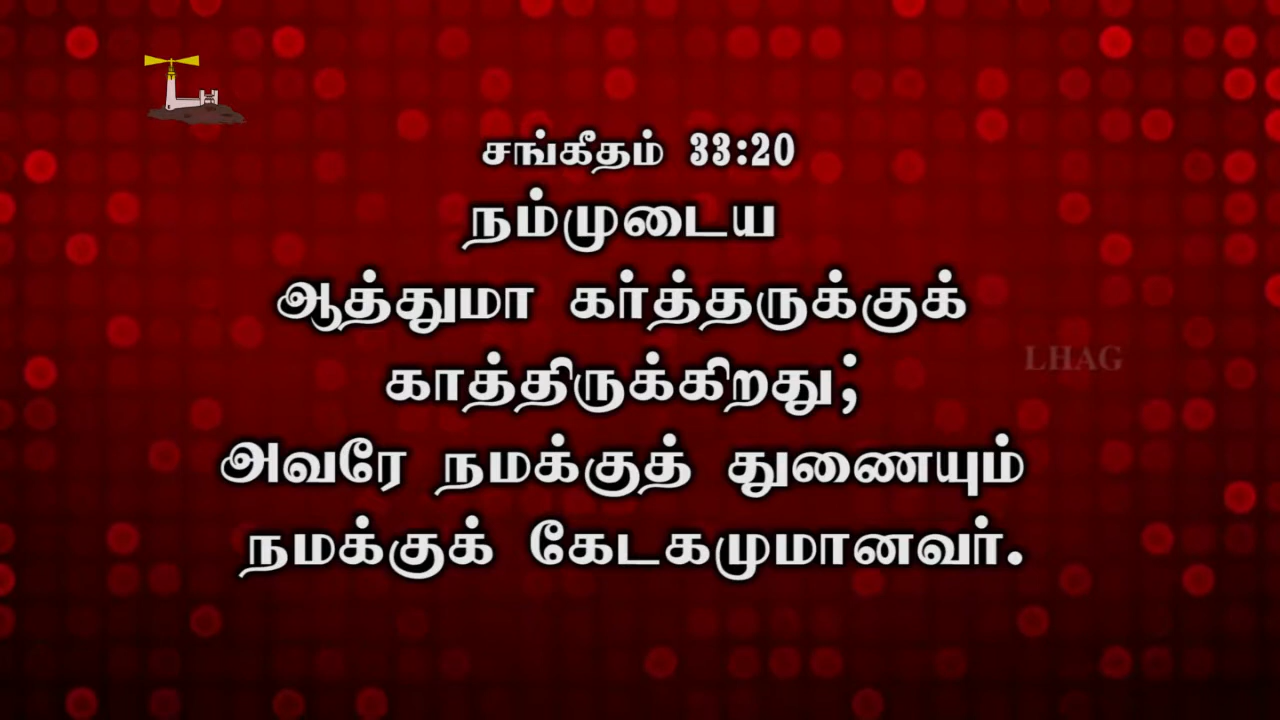 சங்கீதம் 33:20
நம்முடைய
ஆத்துமா கர்த்தருக்குக்
காத்திருக்கிறது;
LHAG
அவரே நமக்குத் துணையும்
நமக்குக் கேடகமுமானவர்.